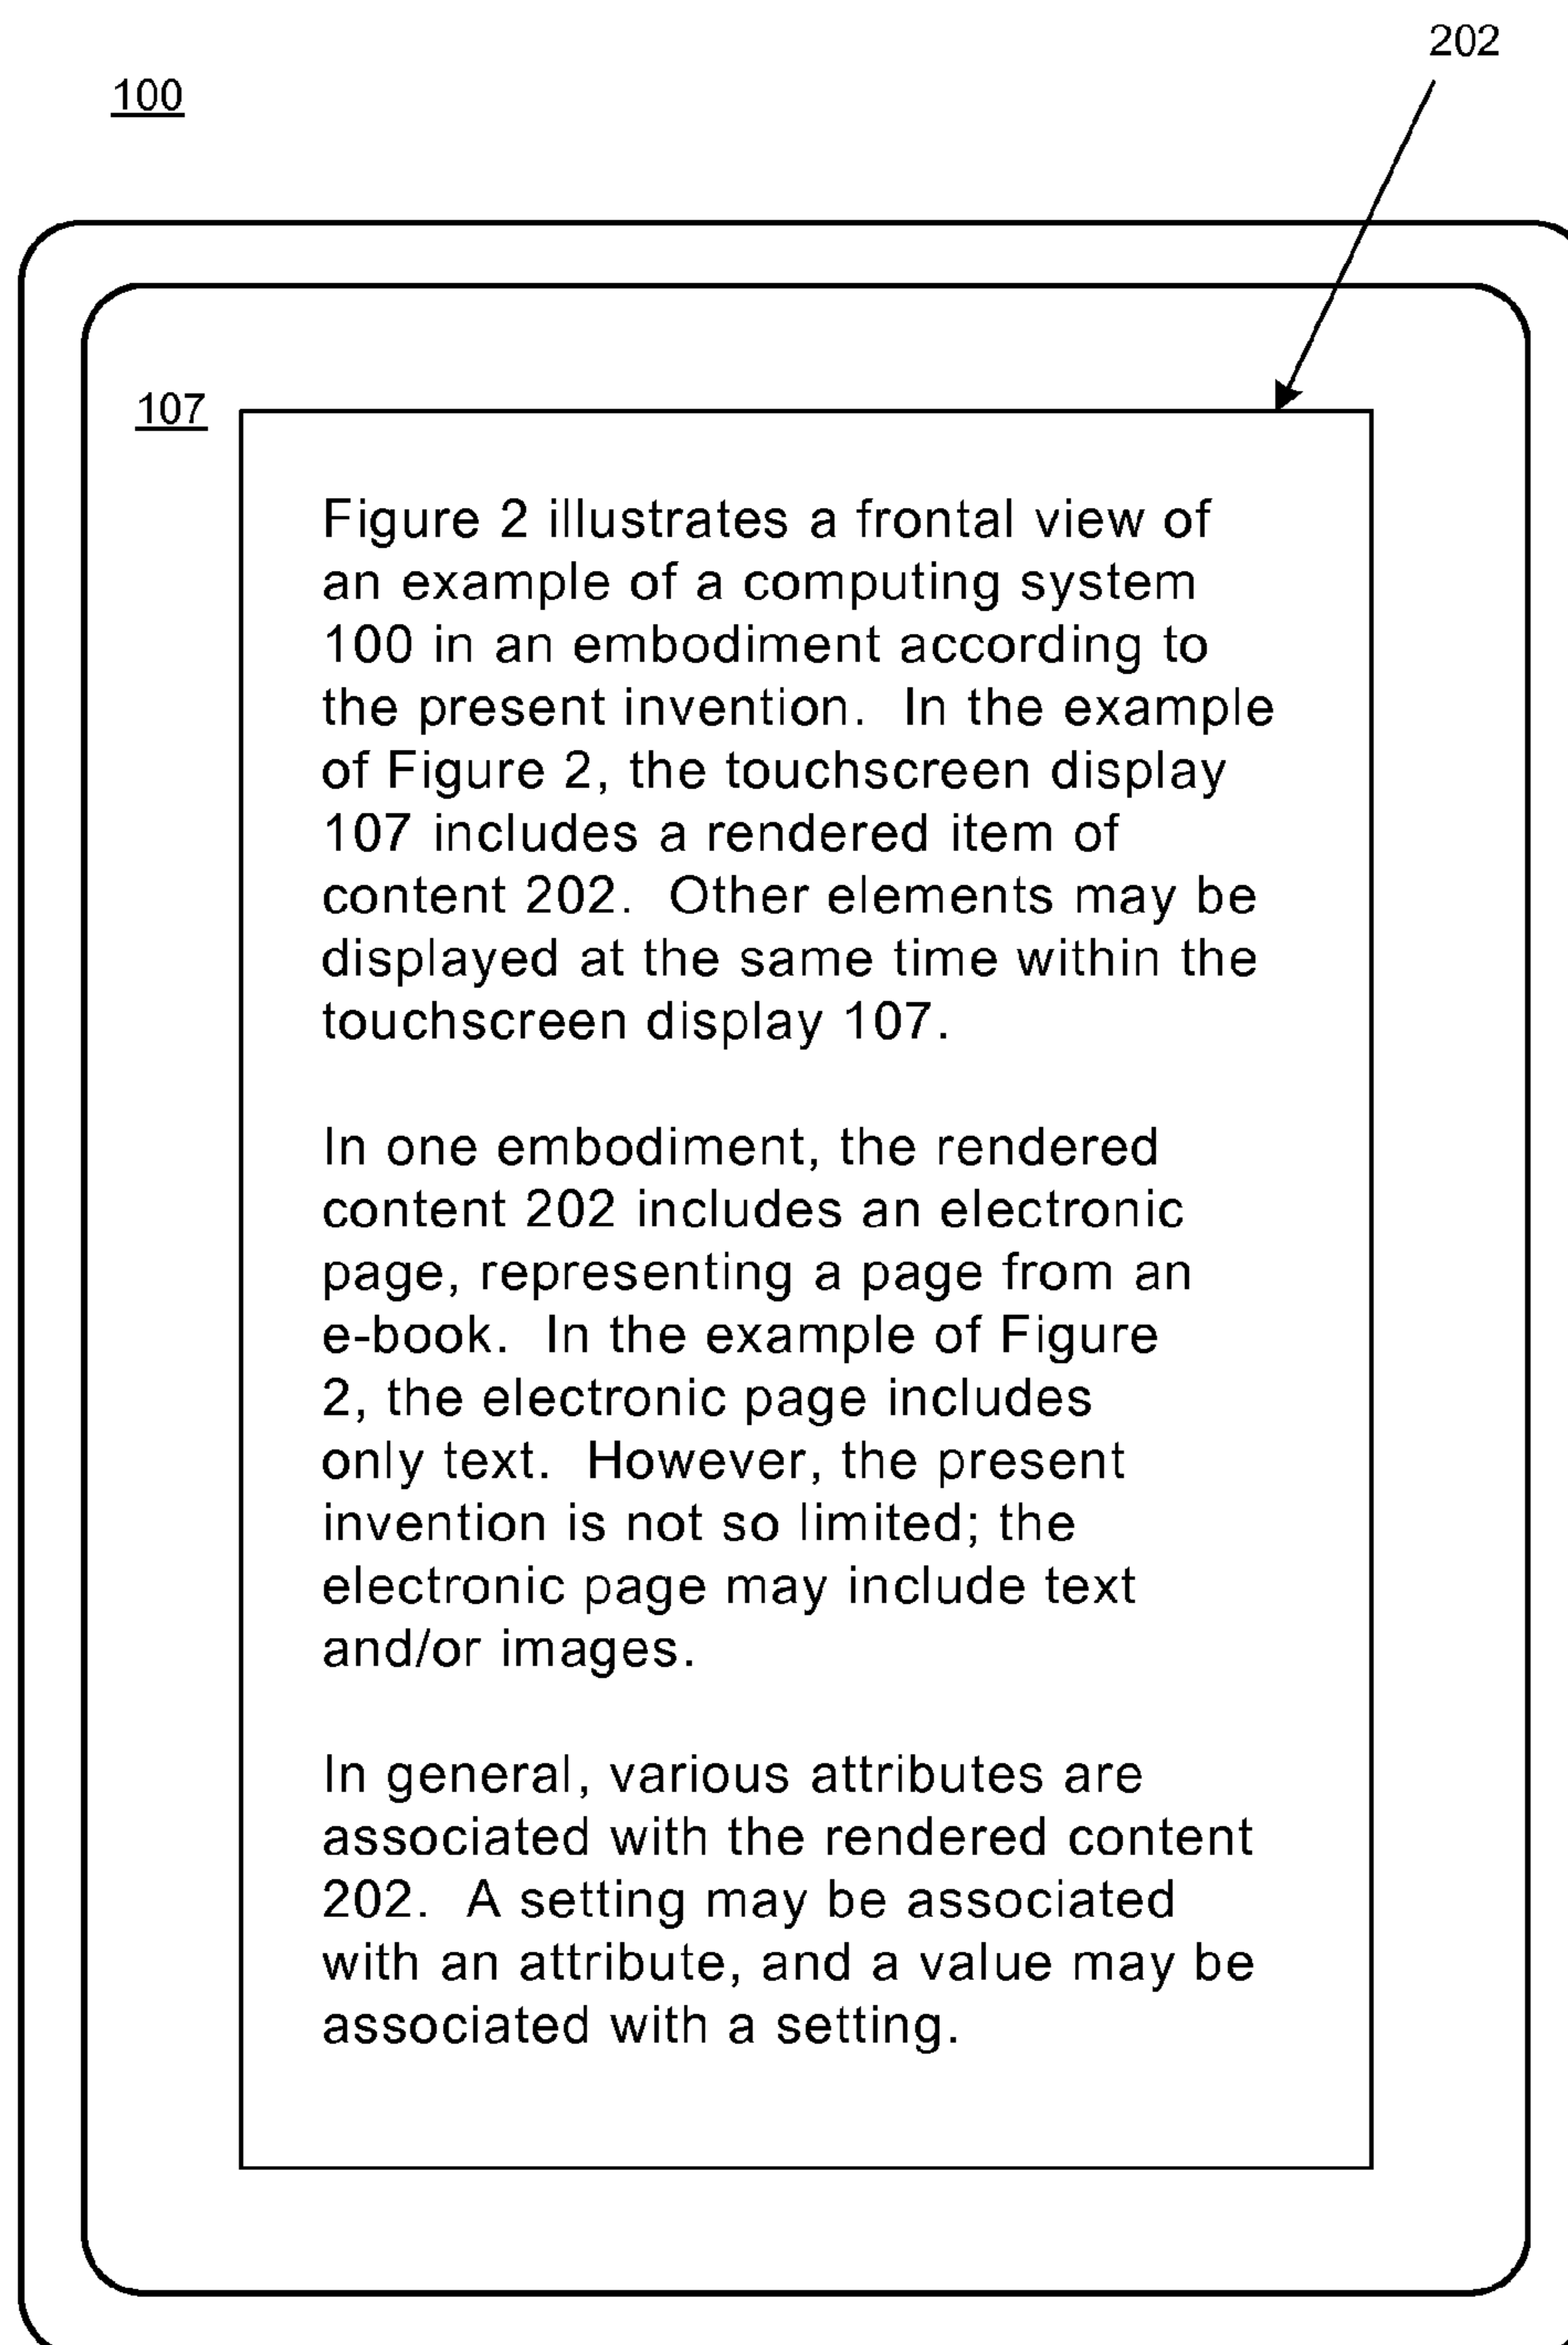 202
100
107
Figure 2 illustrates a frontal view of
an example of a computing system
100 in an embodiment according to
the present invention.  In the example
of Figure 2, the touchscreen display
107 includes a rendered item of
content 202.  Other elements may be
displayed at the same time within the
touchscreen display 107.
In one embodiment, the rendered
content 202 includes an electronic
page, representing a page from an
e-book.  In the example of Figure
2, the electronic page includes
only text.  However, the present
invention is not so limited; the
electronic page may include text
and/or images.
In general, various attributes are
associated with the rendered content
202.  A setting may be associated
with an attribute, and a value may be
associated with a setting.